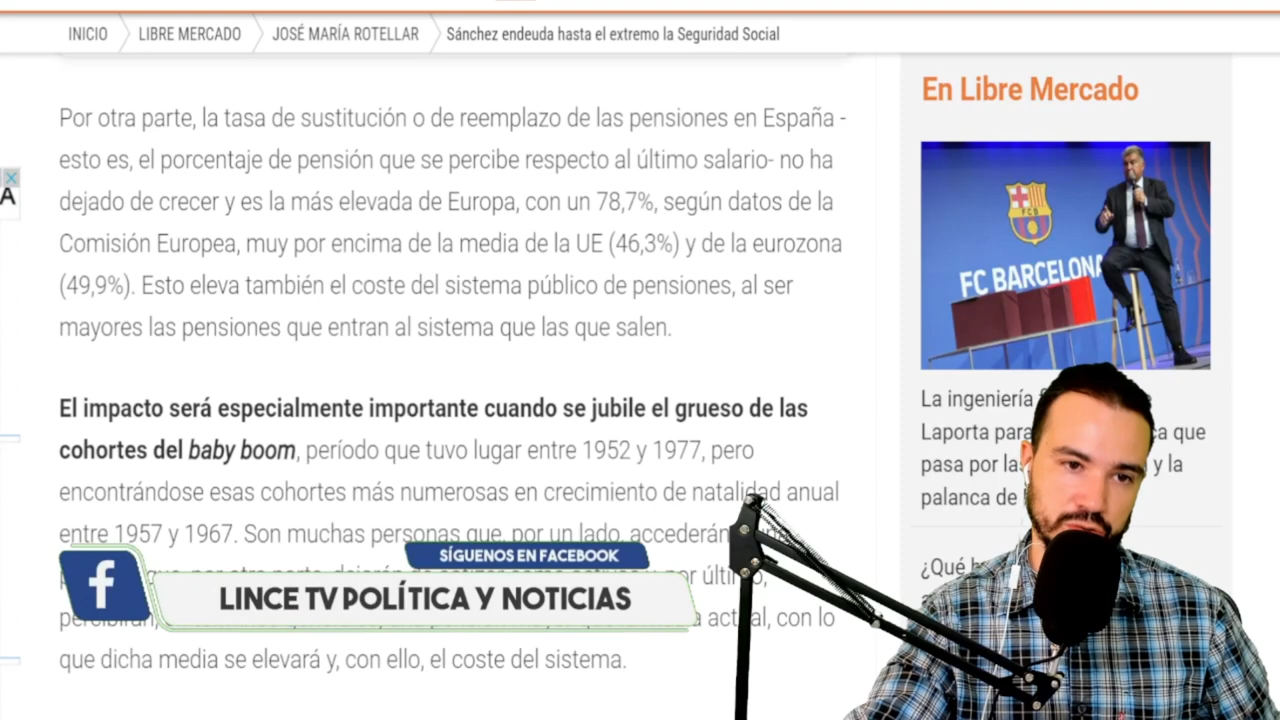 INICIO
LIBRE MERCADO
JOSÉ MARÍA ROTELLAR
Sánchez endeuda hasta el extremo la Seguridad Social
Por otra parte, la tasa de sustitución o de reemplazo de las pensiones en España -
esto es, el porcentaje de pensión que se percibe respecto al último salario- no ha
dejado de crecer y es la más elevada de Europa, con un 78,7%, según datos de la
Comisión Europea, muy por encima de la media de la UE (46,3%) y de la eurozona
(49,9%). Esto eleva también el coste del sistema público de pensiones, al ser
mayores las pensiones que entran al sistema que las que salen.
El impacto será especialmente importante cuando se jubile el grueso de las
cohortes del baby boom, período que tuvo lugar entre 1952 y 1977, pero
encontrándose esas cohortes más numerosas en crecimiento de natalidad anual
entre 1957 y 1967. Son muchas personas que, por un lado, accederán
por último,
actual, con lo
que dicha media se elevará y, con ello, el coste del sistema.
SÍGUENOS EN FACEBOOK
f
LINCE TV POLÍTICA Y NOTICIAS
A
En Libre Mercado
FCB
FC BARCELONA
La ingeniería
Laporta para que
pasa por las y la
palanca de
¿Qué